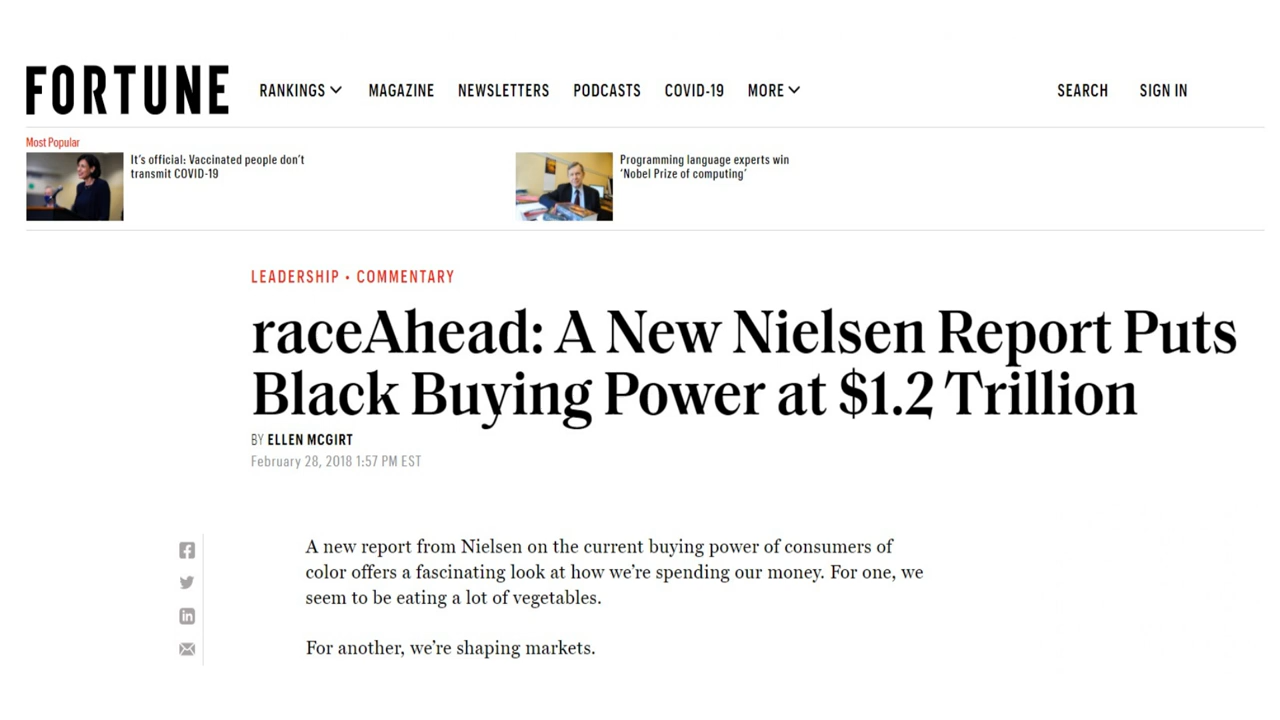 FORTUNE
RANKINGS MAGAZINE NEWSLETTERS PODCASTS COVID-19 MORE SEARCH SIGN IN
Most Popular
It's official: Vaccinated people don't
transmit COVID-19
Programming language experts win
'Nobel Prize of computing'
LEADERSHIP • COMMENTARY
raceAhead: A New Nielsen Report Puts
Black Buying Power at $1.2 Trillion
BY ELLEN MCGIRT
February 28, 2018 1:57 PM EST
A new report from Nielsen on the current buying power of consumers of
color offers a fascinating look at how we're spending our money. For one, we
seem to be eating a lot of vegetables.
For another, we're shaping markets.